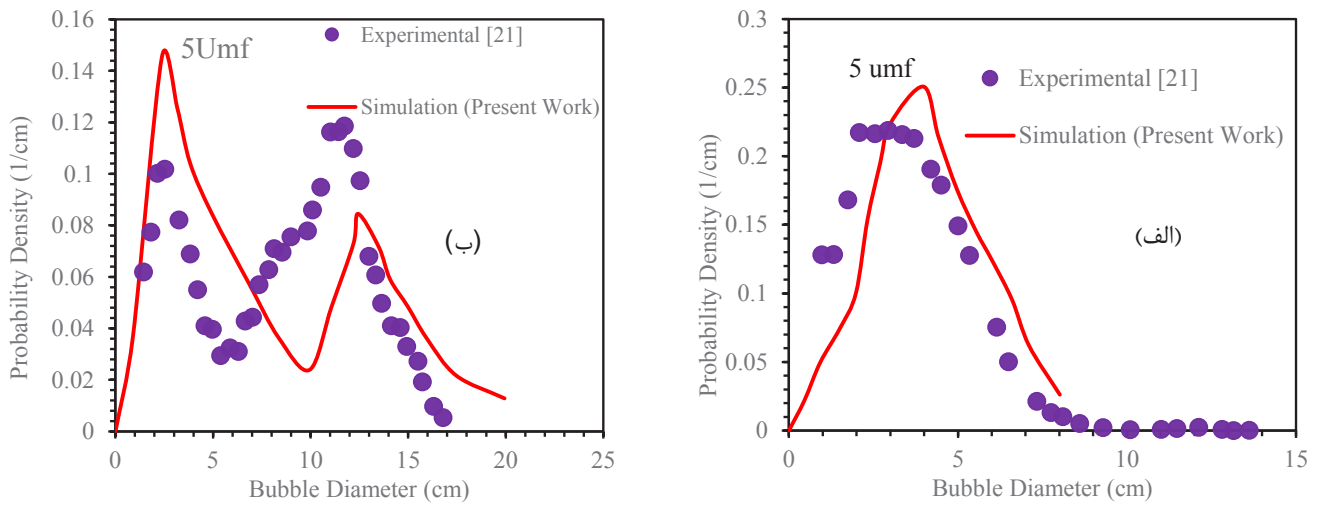 0.16
0.14
0.12
0.1
0.08
0.06
0.04
0.02
0
0
5
10
15
20
25
Probability Density (1/cm)
Bubble Diameter (cm)
5Umf
Experimental [21]
Simulation (Present Work)
(ب)
0.3
0.25
0.2
0.15
0.1
0.05
0
0
5
10
15
Probability Density (1/cm)
Bubble Diameter (cm)
5 umf
Experimental [21]
Simulation (Present Work)
(الف)